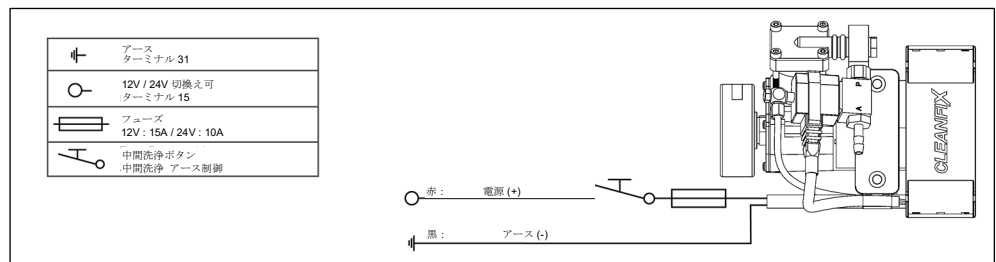 アース
ターミナル 31
12V / 24V 切換え可
ターミナル 15
フューズ
12V : 15A / 24V : 10A
中間洗浄ボタン
中間洗浄 アース制御
赤 : 電源 (+)
黒 : アース (-)
P
A
CLEANFIX